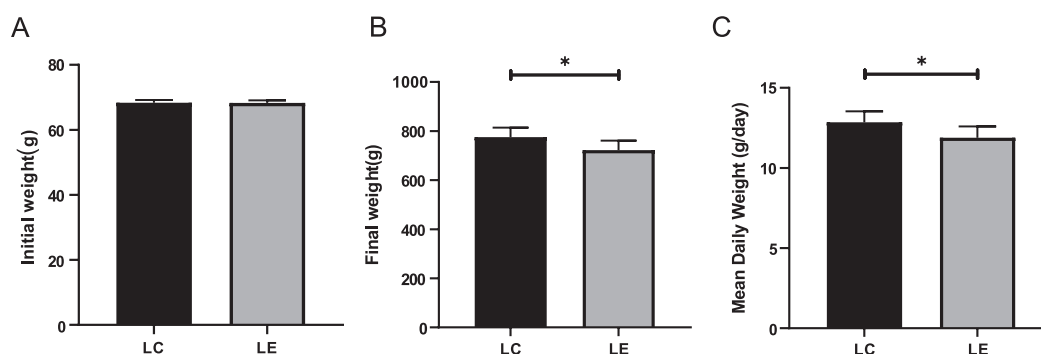 A
Initial weight( g)
80
60
40
20
0
LC
LE
B
*
Final weight(g)
1000
800
600
400
200
0
LC
LE
C
*
Mean Daily Weight (g/day)
15
10
5
0
LC
LE